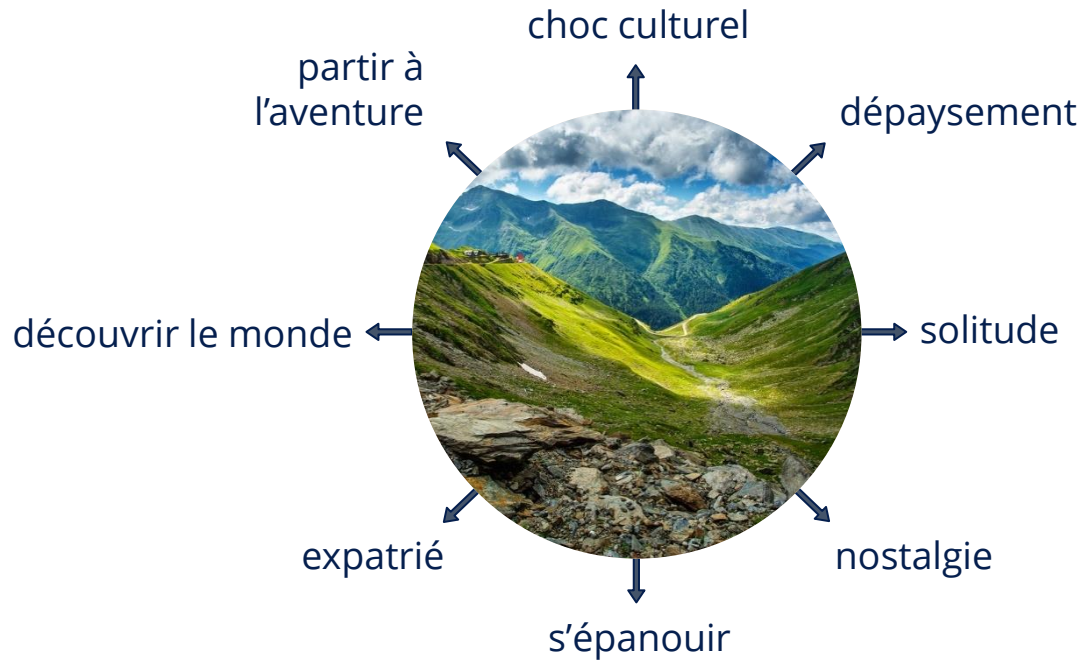 choc culturel
partir à
l’aventure
dépaysement
découvrir le monde
solitude
expatrié
nostalgie
s’épanouir